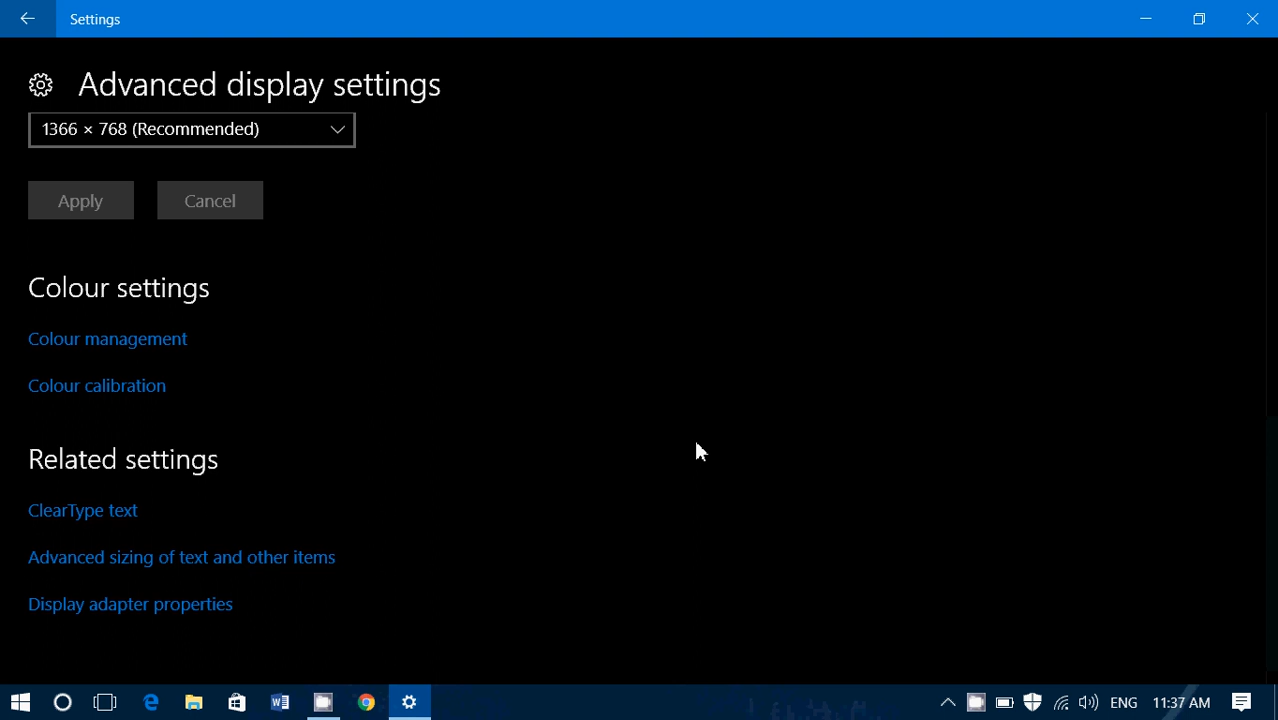 Settings
Advanced display settings
1366 × 768 (Recommended)
Apply Cancel
Colour settings
Colour management
Colour calibration
Related settings
ClearType text
Advanced sizing of text and other items
Display adapter properties
ENG 11:37 AM